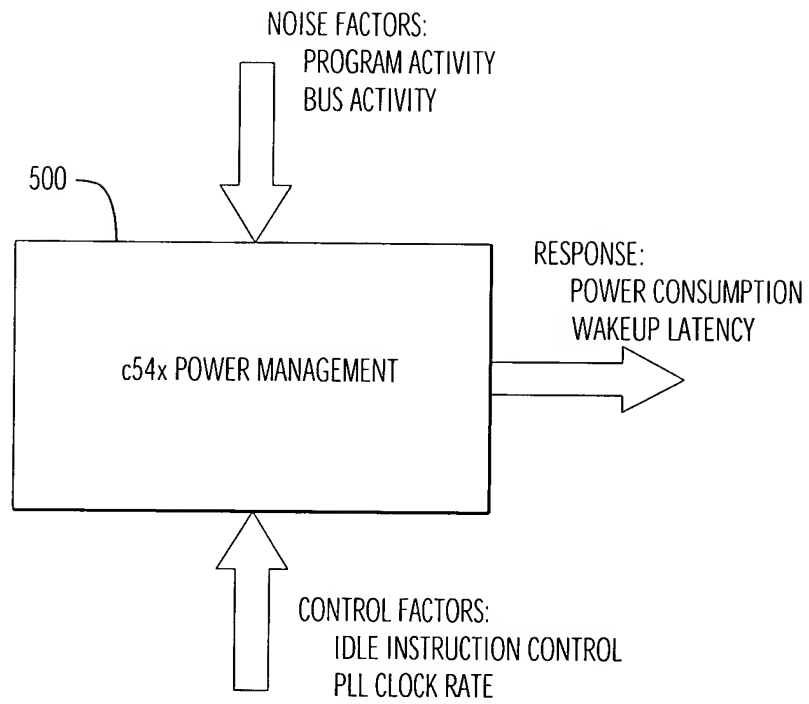 NOISE FACTORS:
PROGRAM ACTIVITY
BUS ACTIVITY
500
RESPONSE:
POWER CONSUMPTION
WAKEUP LATENCY
c54x POWER MANAGEMENT
CONTROL FACTORS:
IDLE INSTRUCTION CONTROL
PLL CLOCK RATE